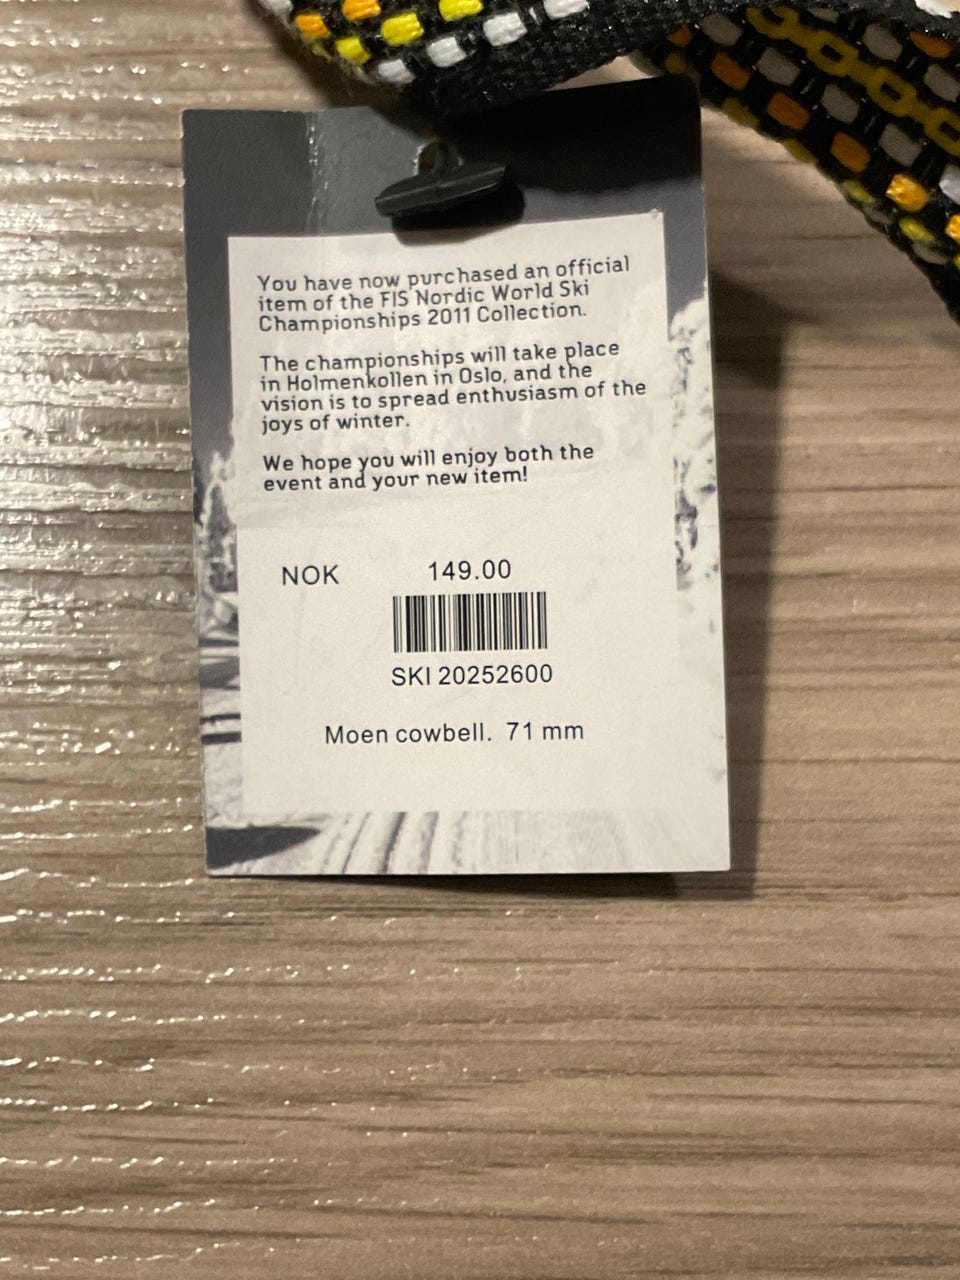 You have now purchased an official
item of the FIS Nordic World Ski
Championships 2011 Collection.
The championships will take place
in Holmenkollen in Oslo, and the
vision is to spread enthusiasm of the
joys of winter.
We hope you will enjoy both the
event and your new item!
NOK 149.00
SKI 20252600
Moen cowbell. 71 mm